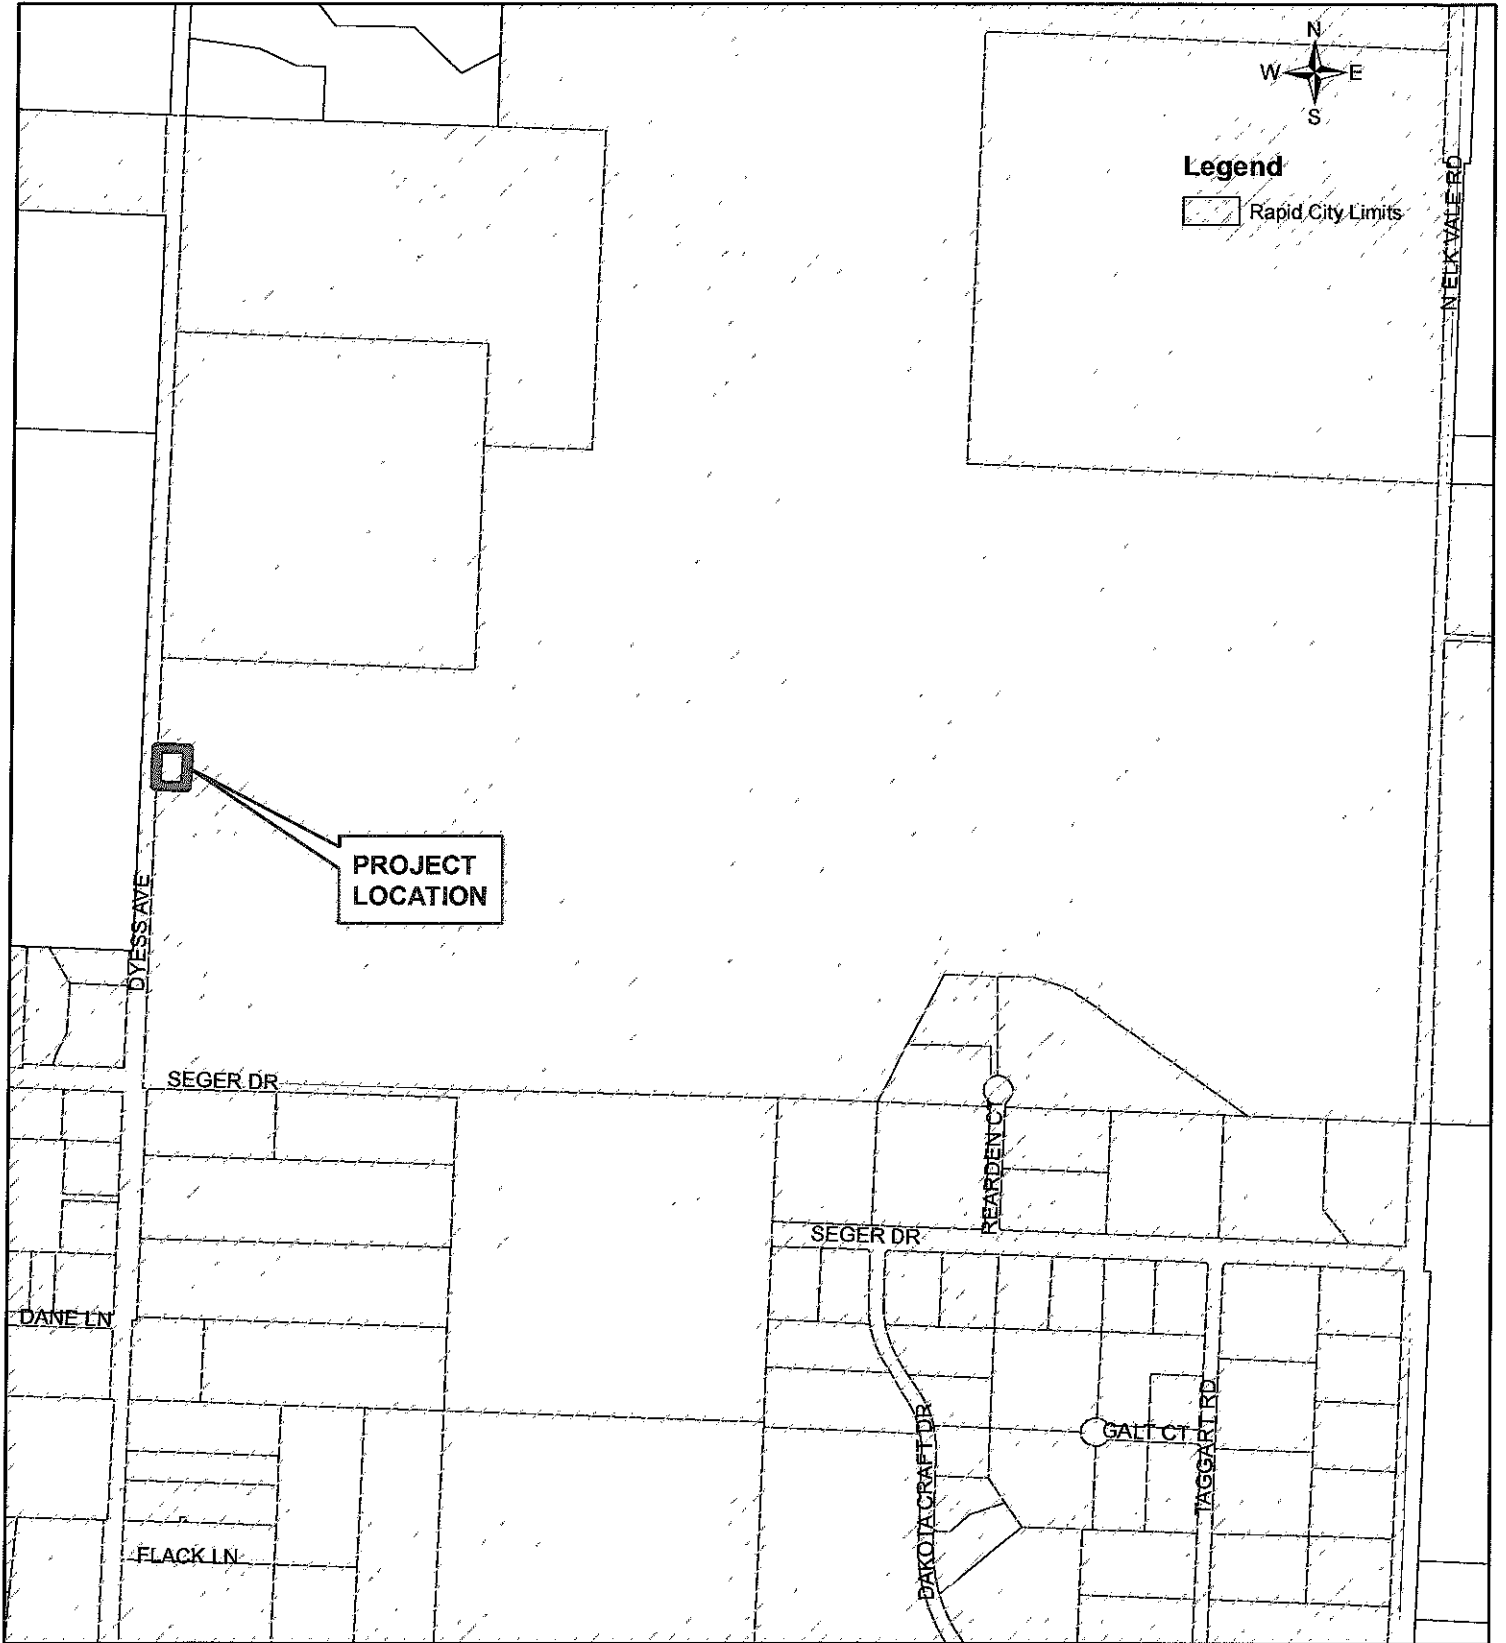 N
W E
S
Legend
Rapid City Limits
N ELK VALE RD
PROJECT
LOCATION
DYESS AVE
SEGER DR
REARDEN CT
SEGER DR
DANE LN
DAKOTA CRAFT DR
GALT CT
TAGGART RD
FLACK LN